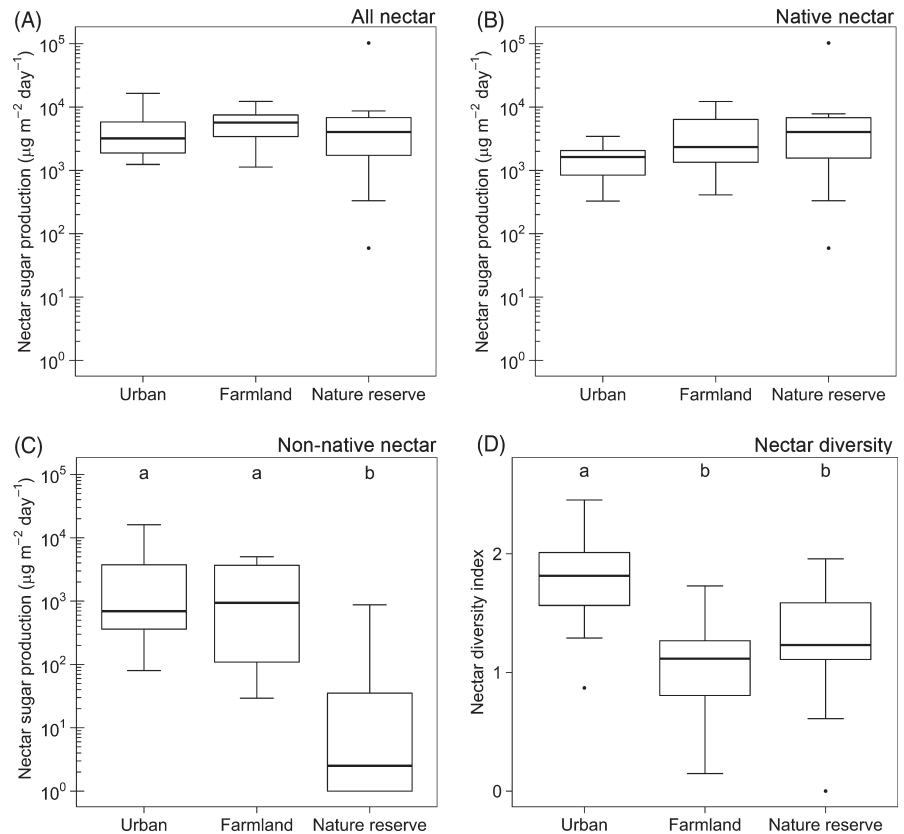 (A) All nectar
Nectar sugar production (µg m⁻² day⁻¹)
10⁵
10⁴
10³
10²
10¹
10⁰
Urban Farmland Nature reserve
(B) Native nectar
Nectar sugar production (µg m⁻² day⁻¹)
10⁵
10⁴
10³
10²
10¹
10⁰
Urban Farmland Nature reserve
(C) Non-native nectar
a a b
Nectar sugar production (µg m⁻² day⁻¹)
10⁵
10⁴
10³
10²
10¹
10⁰
Urban Farmland Nature reserve
(D) Nectar diversity
a b b
Nectar diversity index
2
1
0
Urban Farmland Nature reserve